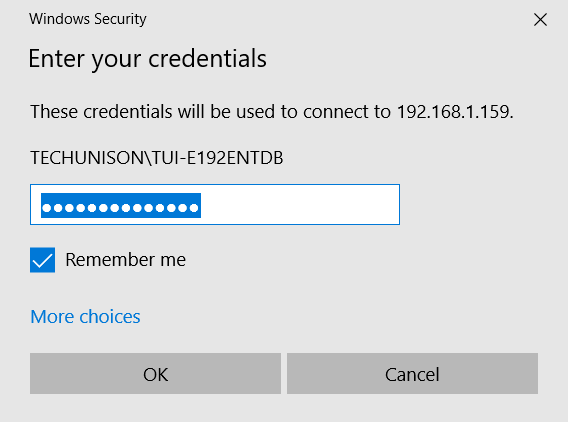 Windows Security
Enter your credentials
These credentials will be used to connect to 192.168.1.159.
TECHUNISON\TUI-E192ENTDB
●●●●●●●●●●●●●●
Remember me
More choices
OK
Cancel